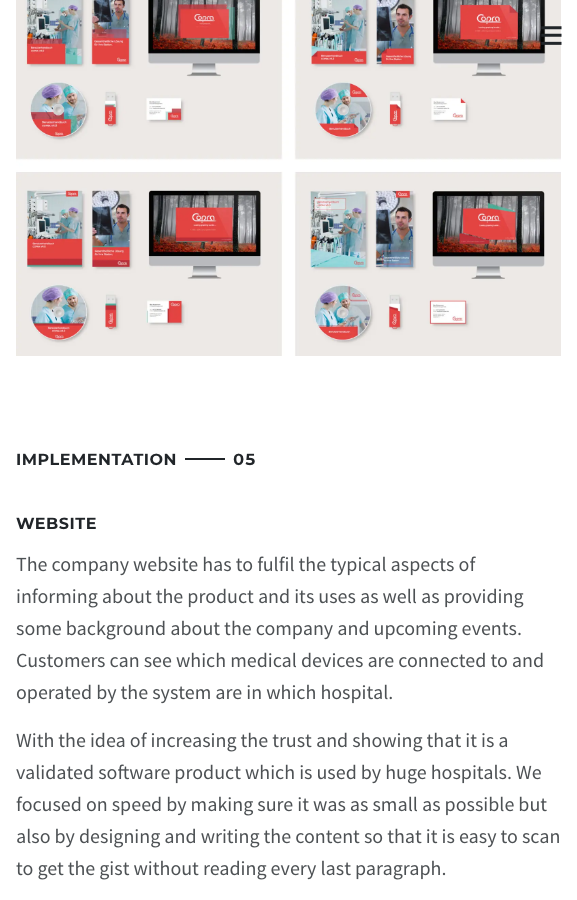 Copra
Copra
Copra
Copra
IMPLEMENTATION 05
WEBSITE
The company website has to fulfil the typical aspects of
informing about the product and its uses as well as providing
some background about the company and upcoming events.
Customers can see which medical devices are connected to and
operated by the system are in which hospital.
With the idea of increasing the trust and showing that it is a
validated software product which is used by huge hospitals. We
focused on speed by making sure it was as small as possible but
also by designing and writing the content so that it is easy to scan
to get the gist without reading every last paragraph.